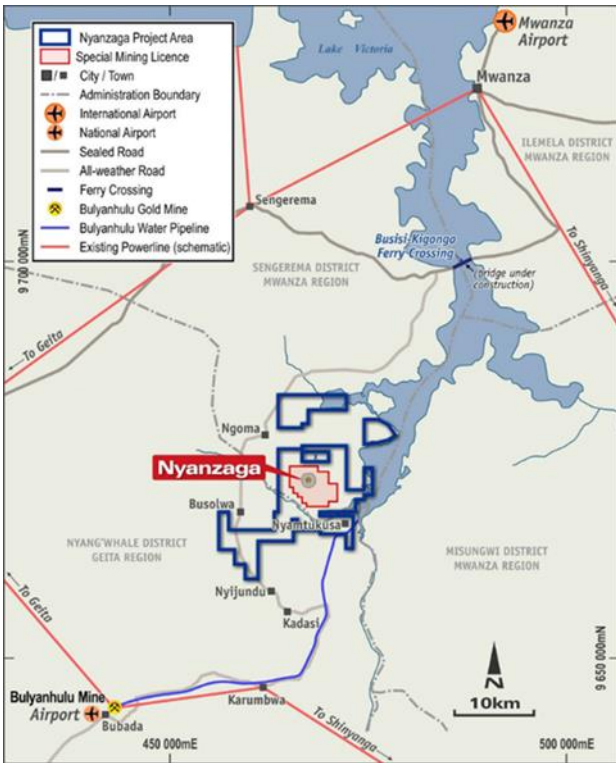 Nyanzaga Project Area
Special Mining Licence
City / Town
Administration Boundary
International Airport
National Airport
Sealed Road
All-weather Road
Ferry Crossing
Bulyanhulu Gold Mine
Bulyanhulu Water Pipeline
Existing Powerline (schematic)
Lake Victoria
Mwanza
Airport
Mwanza
ILEMELA DISTRICT
MWANZA REGION
Sengerema
To Shinyanga
Busisi-Kigonga
Ferry Crossing
(bridge under
construction)
SENGEREMA DISTRICT
MWANZA REGION
9 700 000mN
To Geita
Ngoma
Nyanzaga
Busolwa
Nyamtukusa
NYANG'WHALE DISTRICT
GEITA REGION
MISUNGWI DISTRICT
MWANZA REGION
Nyijundu
Kadasi
To Geita
9 650 000mN
N
10km
Bulyanhulu Mine
Airport
Bubada
Karumbwa
To Shinyanga
450 000mE
500 000mE